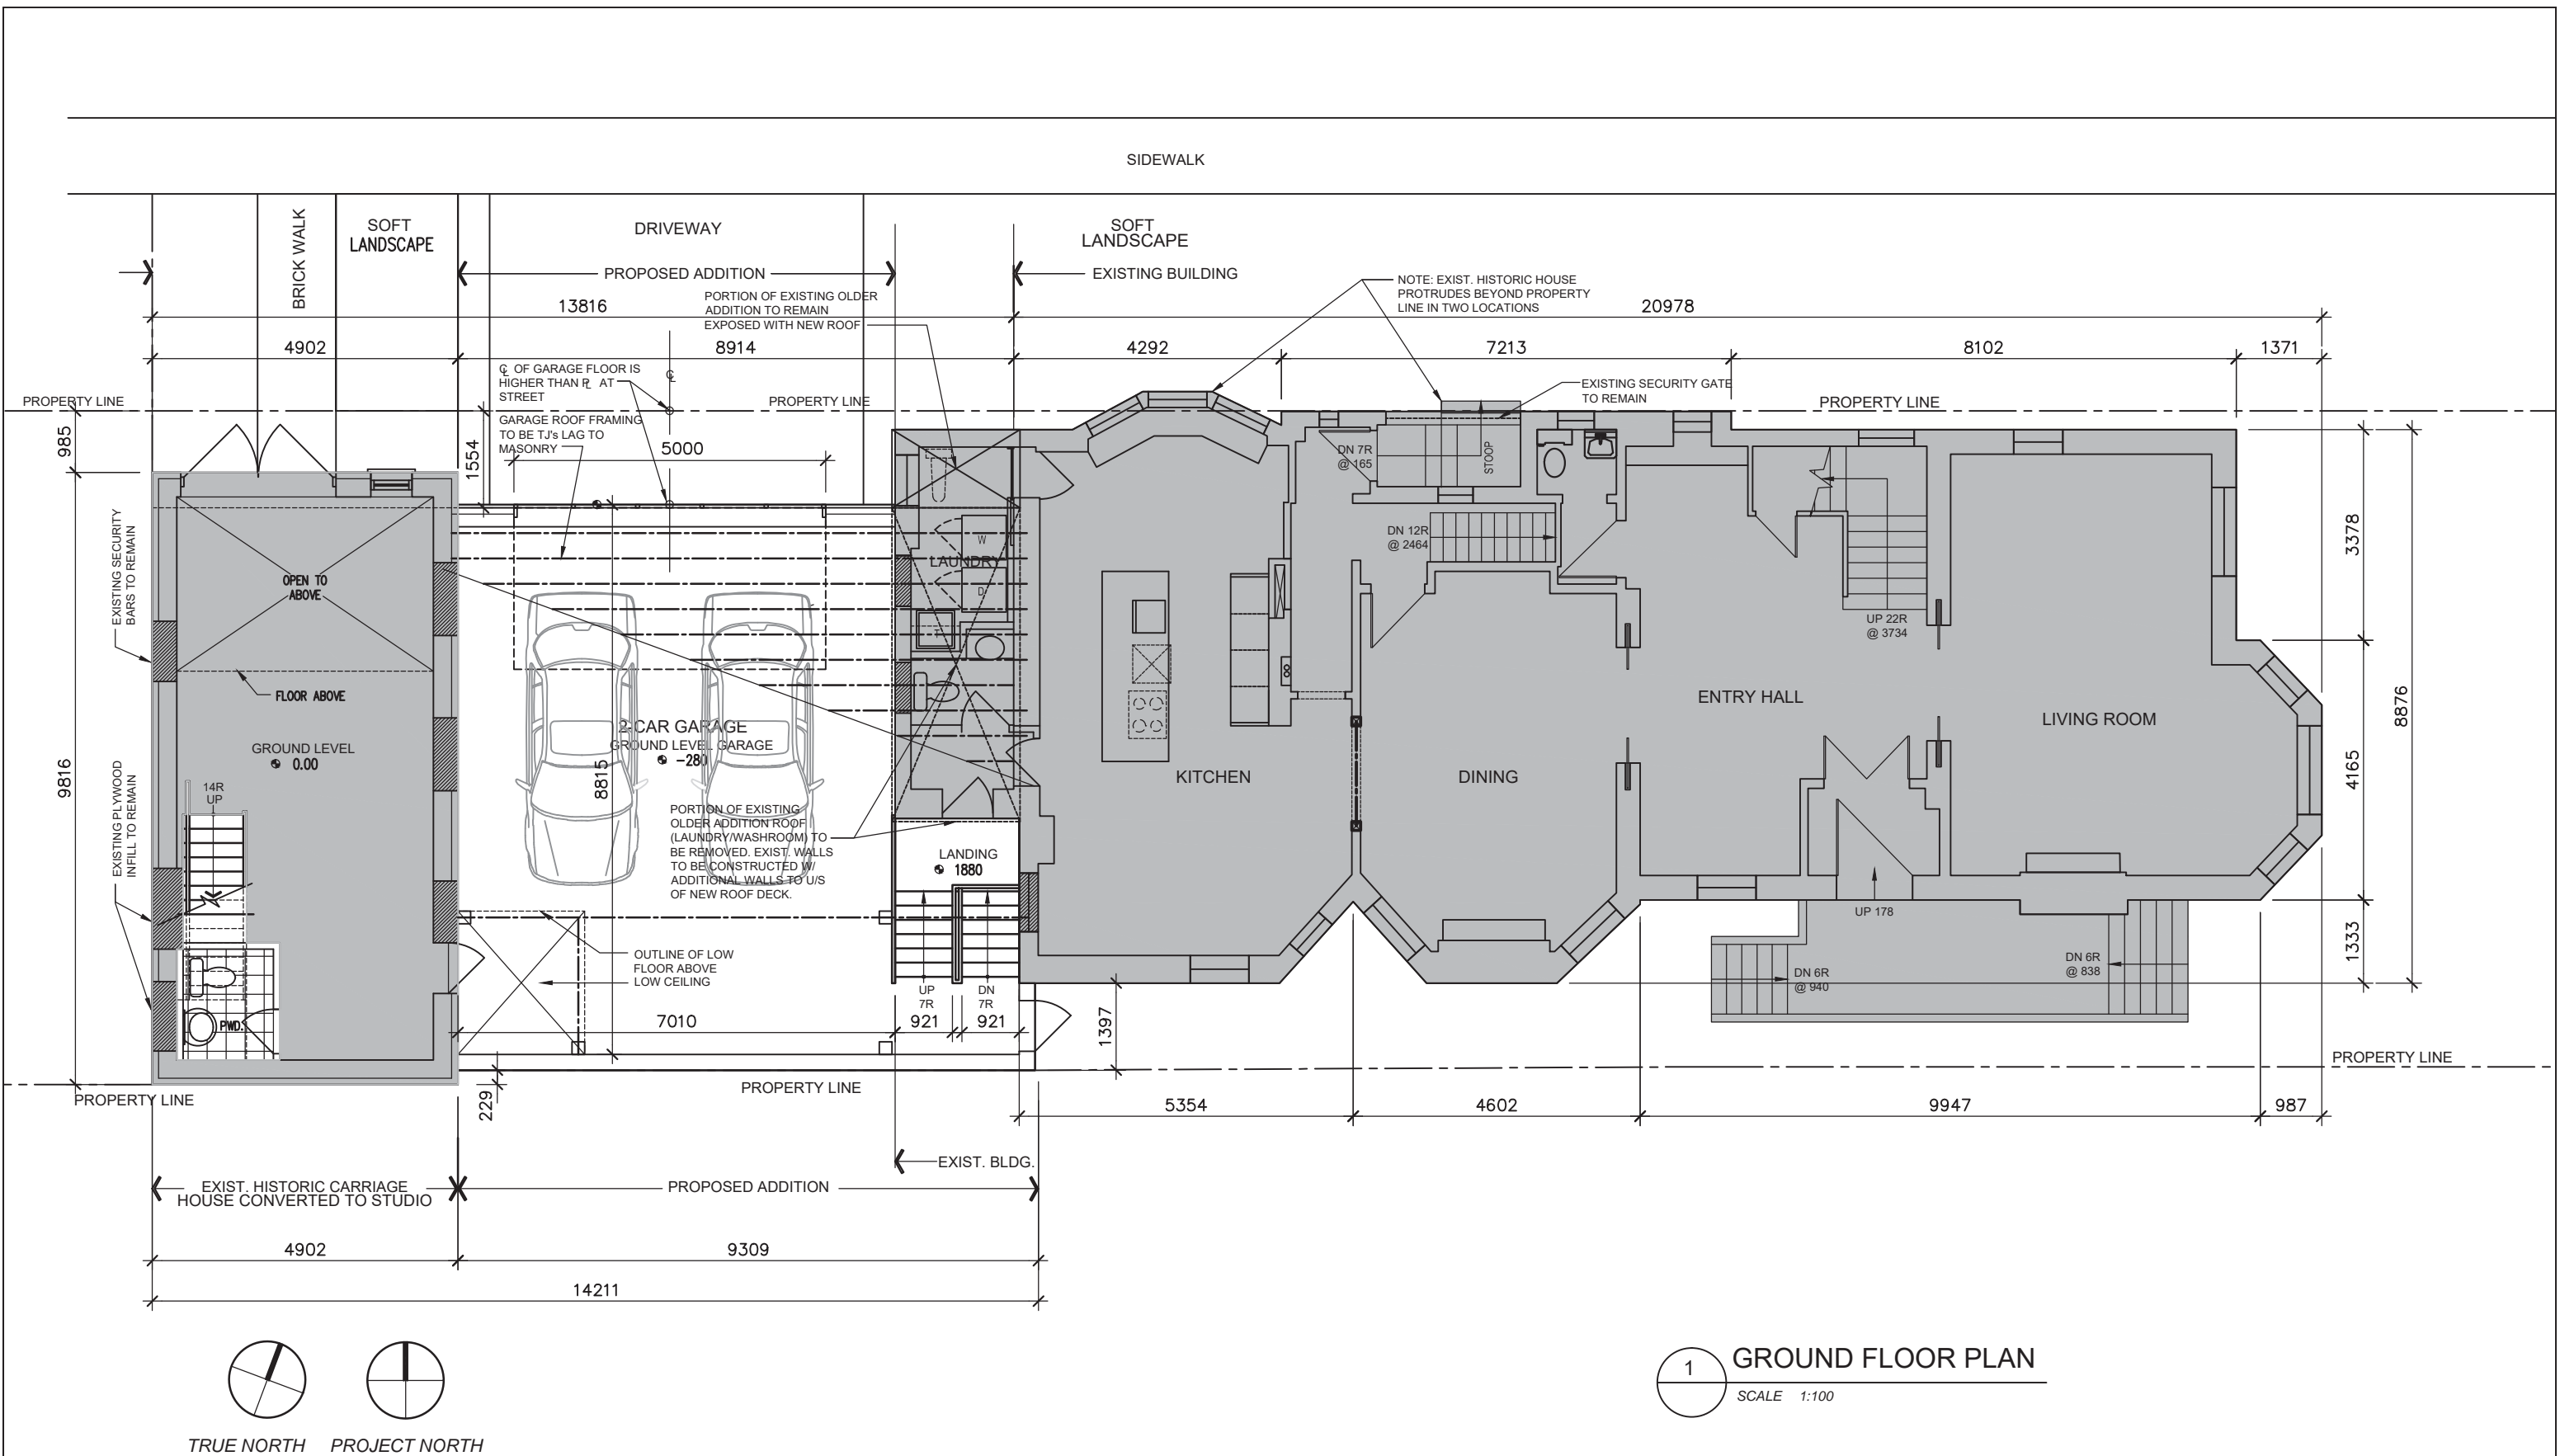 SIDEWALK
BRICK WALK
SOFT
LANDSCAPE
DRIVEWAY
SOFT
LANDSCAPE
PROPOSED ADDITION
EXISTING BUILDING
NOTE: EXIST. HISTORIC HOUSE
PROTRUDES BEYOND PROPERTY
LINE IN TWO LOCATIONS
PORTION OF EXISTING OLDER
ADDITION TO REMAIN
EXPOSED WITH NEW ROOF
13816
20978
4902
8914
4292
7213
8102
1371
℄ OF GARAGE FLOOR IS
HIGHER THAN ⅊ AT
STREET
℄
EXISTING SECURITY GATE
TO REMAIN
PROPERTY LINE
PROPERTY LINE
PROPERTY LINE
GARAGE ROOF FRAMING
TO BE TJ's LAG TO
MASONRY
985
1554
5000
DN 7R
@ 165
STOOP
DN 12R
@ 2464
W
LAUNDRY
D
T
EXISTING SECURITY
BARS TO REMAIN
OPEN TO
ABOVE
3378
UP 22R
@ 3734
FLOOR ABOVE
ENTRY HALL
LIVING ROOM
8876
2-CAR GARAGE
GROUND LEVEL GARAGE
-280
GROUND LEVEL
0.00
9816
8815
KITCHEN
DINING
4165
14R
UP
EXISTING PLYWOOD
INFILL TO REMAIN
PORTION OF EXISTING
OLDER ADDITION ROOF
(LAUNDRY/WASHROOM) TO
BE REMOVED. EXIST. WALLS
TO BE CONSTRUCTED W/
ADDITIONAL WALLS TO U/S
OF NEW ROOF DECK.
LANDING
1880
UP 178
1333
OUTLINE OF LOW
FLOOR ABOVE
LOW CEILING
DN 6R
@ 940
DN 6R
@ 838
UP
7R
DN
7R
PWD.
7010
921
921
1397
PROPERTY LINE
PROPERTY LINE
PROPERTY LINE
229
5354
4602
9947
987
EXIST. BLDG.
EXIST. HISTORIC CARRIAGE
HOUSE CONVERTED TO STUDIO
PROPOSED ADDITION
4902
9309
14211
1
GROUND FLOOR PLAN
SCALE 1:100
TRUE NORTH
PROJECT NORTH